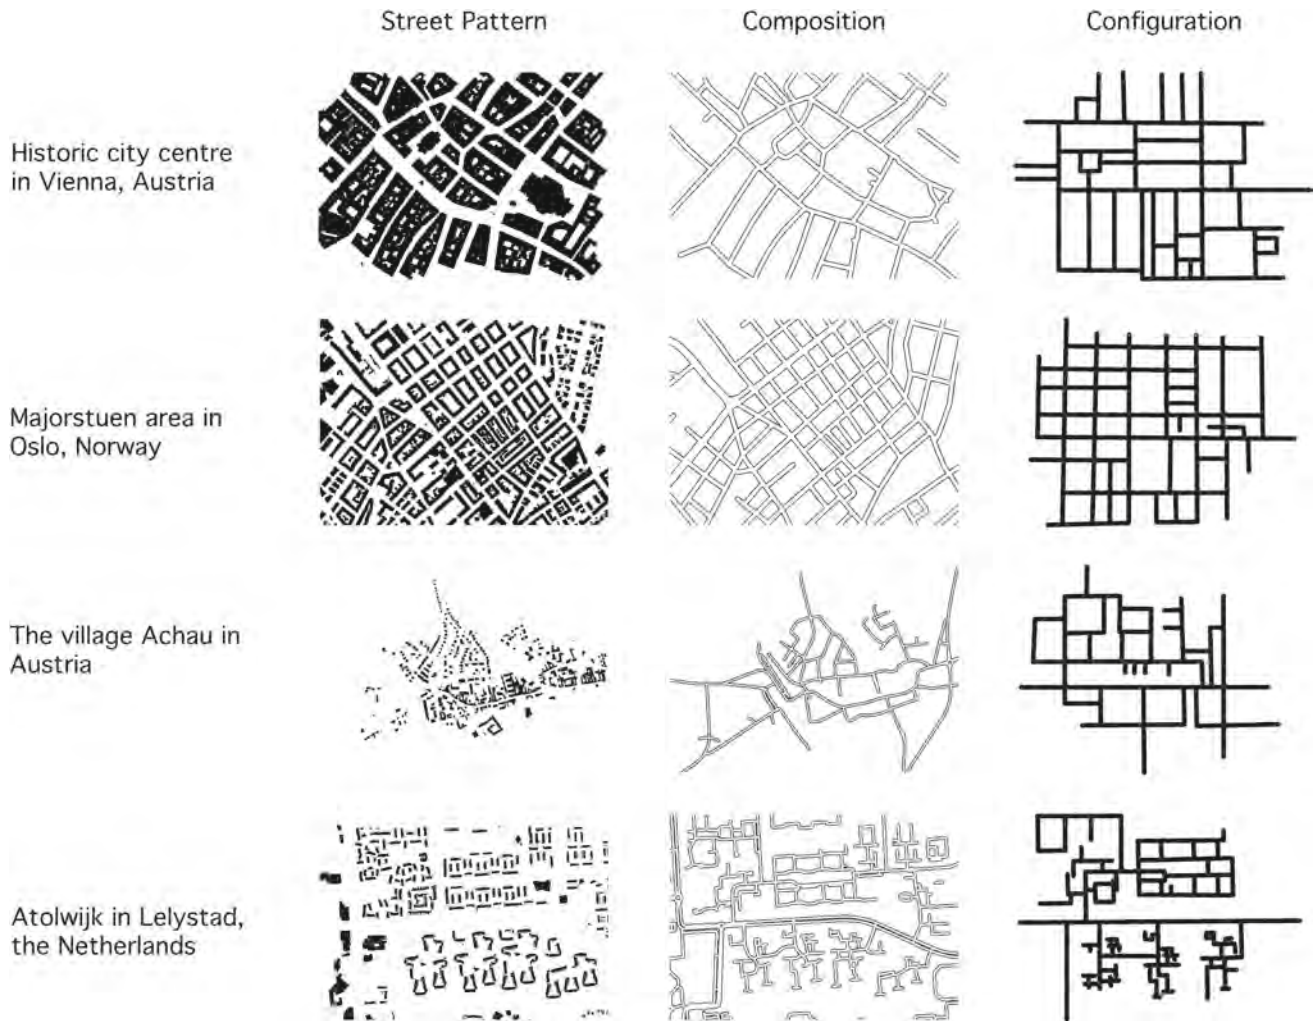 Street Pattern
Composition
Configuration
Historic city centre
in Vienna, Austria
Majorstuen area in
Oslo, Norway
The village Achau in
Austria
Atolwijk in Lelystad,
the Netherlands